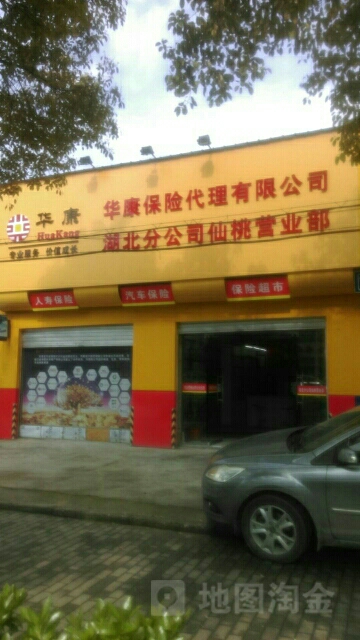 华康
HuaKang
专业服务 价值成长
华康保险代理有限公司
湖北分公司仙桃营业部
人寿保险
汽车保险
保险超市
地图淘金